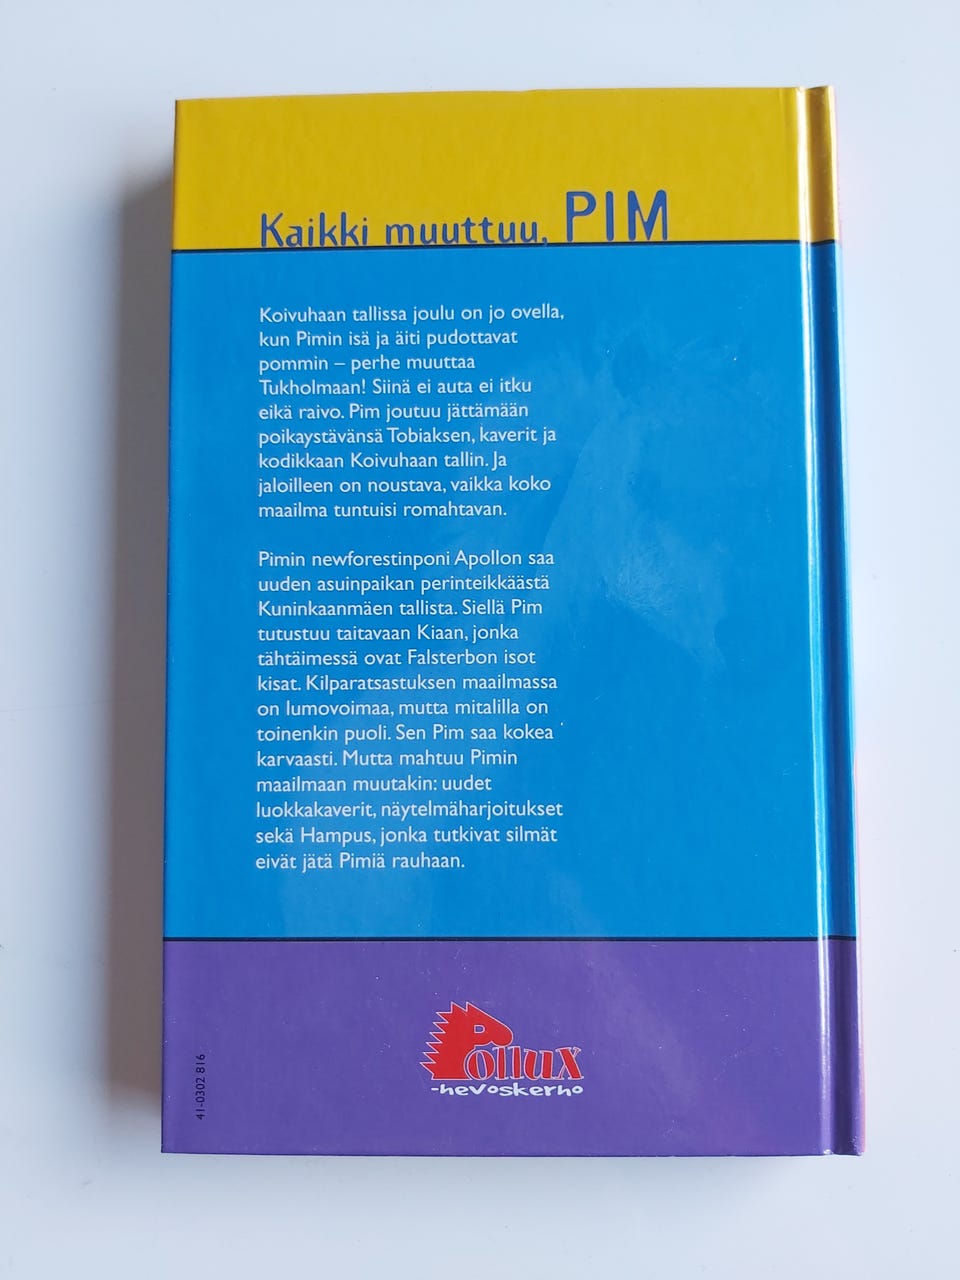 Kaikki muuttuu, PIM
Koivuhaan tallissa joulu on jo ovella,
kun Pimin isä ja äiti pudottavat
pommin – perhe muuttaa
Tukholmaan! Siinä ei auta ei itku
eikä raivo. Pim joutuu jättämään
poikaystävänsä Tobiaksen, kaverit ja
kodikkaan Koivuhaan tallin. Ja
jaloilleen on noustava, vaikka koko
maailma tuntuisi romahtavan.
Pimin newforestinponi Apollon saa
uuden asuinpaikan perinteikkäästä
Kuninkaanmäen tallista. Siellä Pim
tutustuu taitavaan Kiaan, jonka
tähtäimessä ovat Falsterbon isot
kisat. Kilparatsastuksen maailmassa
on lumovoimaa, mutta mitalilla on
toinenkin puoli. Sen Pim saa kokea
karvaasti. Mutta mahtuu Pimin
maailmaan muutakin: uudet
luokkakaverit, näytelmäharjoitukset
sekä Hampus, jonka tutkivat silmät
eivät jätä Pimiä rauhaan.
Pollux
-hevoskerho
41-0302 816